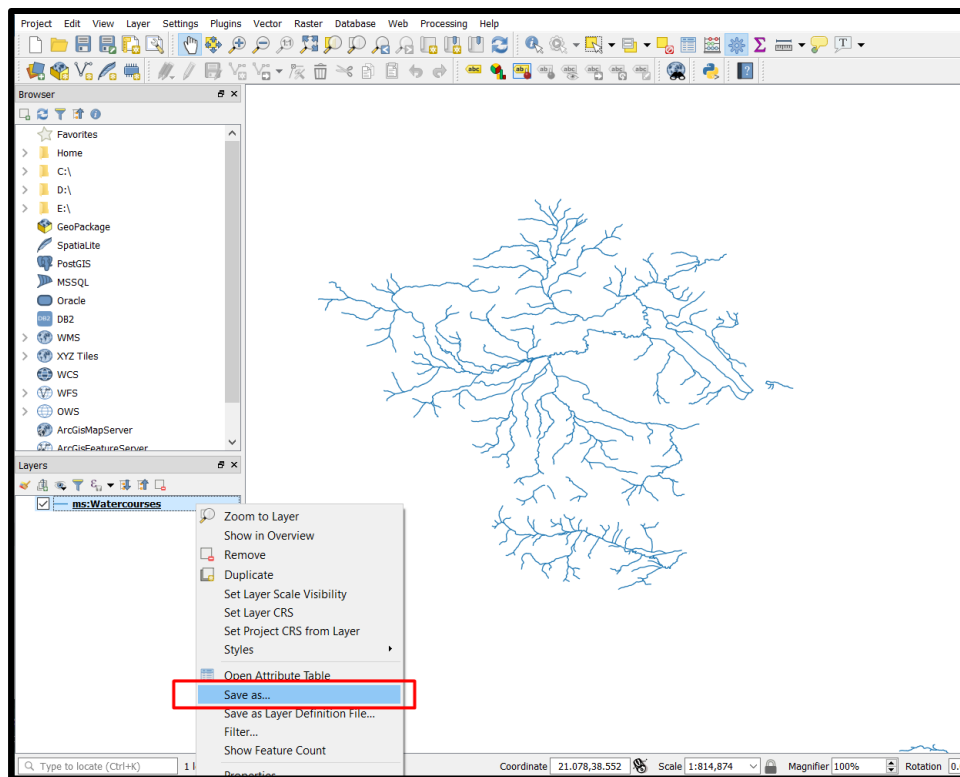 Project Edit View Layer Settings Plugins Vector Raster Database Web Processing Help
Browser
Favorites
Home
C:\
D:\
E:\
GeoPackage
SpatiaLite
PostGIS
MSSQL
Oracle
DB2
WMS
XYZ Tiles
WCS
WFS
OWS
ArcGisMapServer
ArcGisFeatureServer
Layers
ms:Watercourses
Zoom to Layer
Show in Overview
Remove
Duplicate
Set Layer Scale Visibility
Set Layer CRS
Set Project CRS from Layer
Styles
Open Attribute Table
Save as...
Save as Layer Definition File...
Filter...
Show Feature Count
Properties
Type to locate (Ctrl+K) 1 Coordinate 21.078,38.552 Scale 1:814,874 Magnifier 100% Rotation 0.